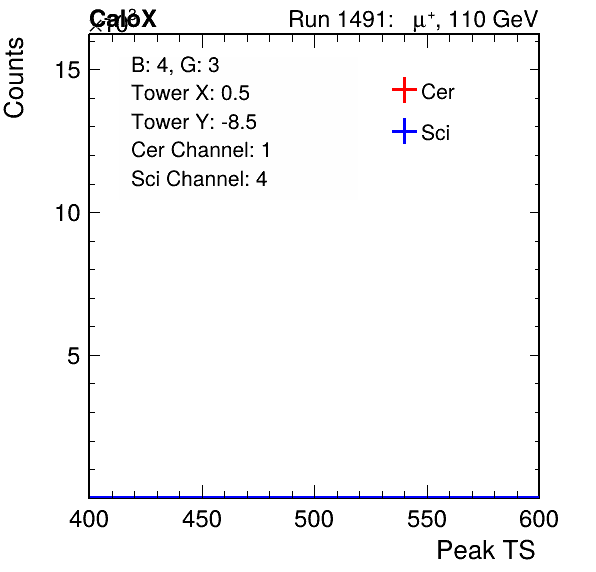 CaloX
Run 1491: μ⁺, 110 GeV
×10³
Counts
15
10
5
B: 4, G: 3
Tower X: 0.5
Tower Y: -8.5
Cer Channel: 1
Sci Channel: 4
Cer
Sci
400 450 500 550 600
Peak TS